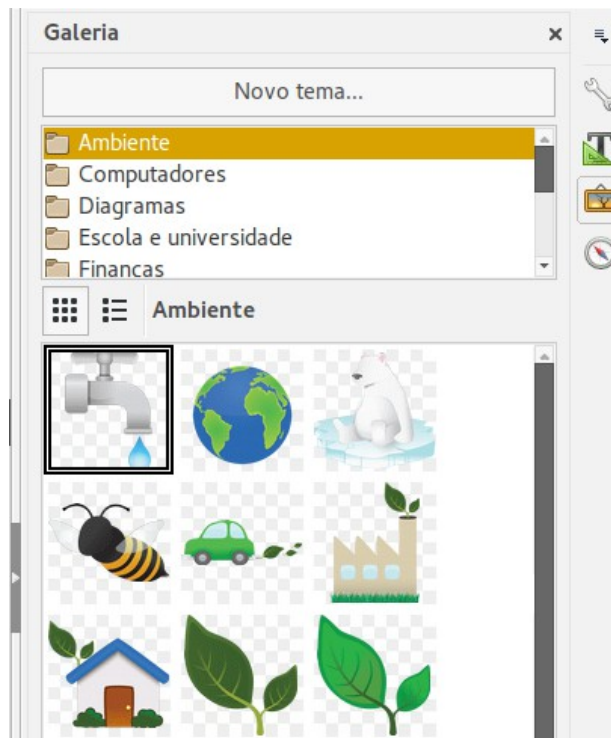 Galeria
Novo tema...
Ambiente
Computadores
Diagramas
Escola e universidade
Financas
Ambiente